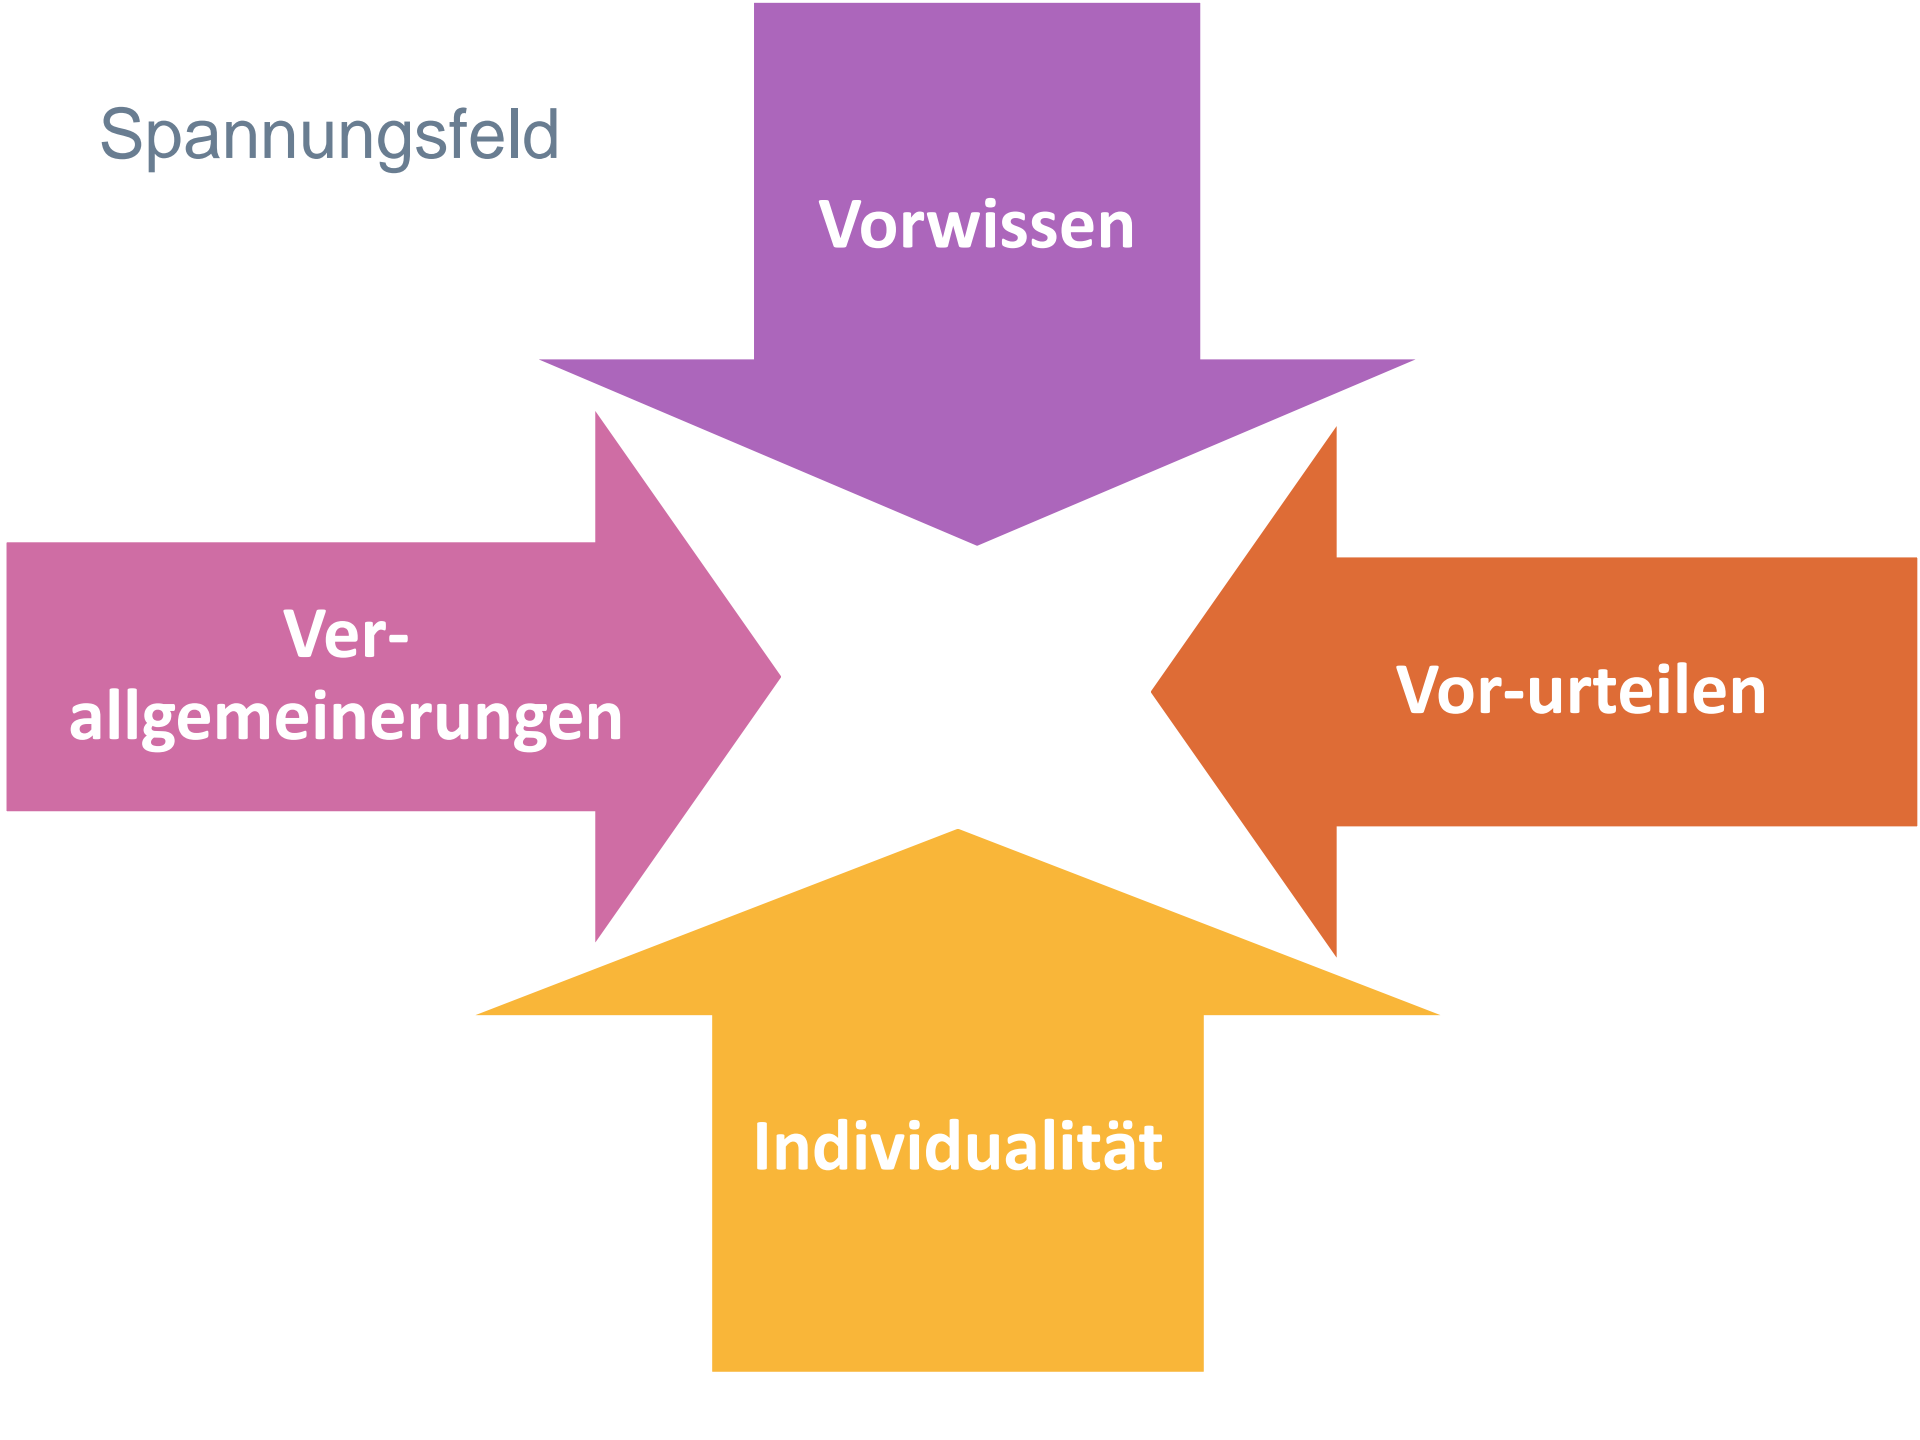 Spannungsfeld
Vorwissen
Ver-
allgemeinerungen
Vor-urteilen
Individualität